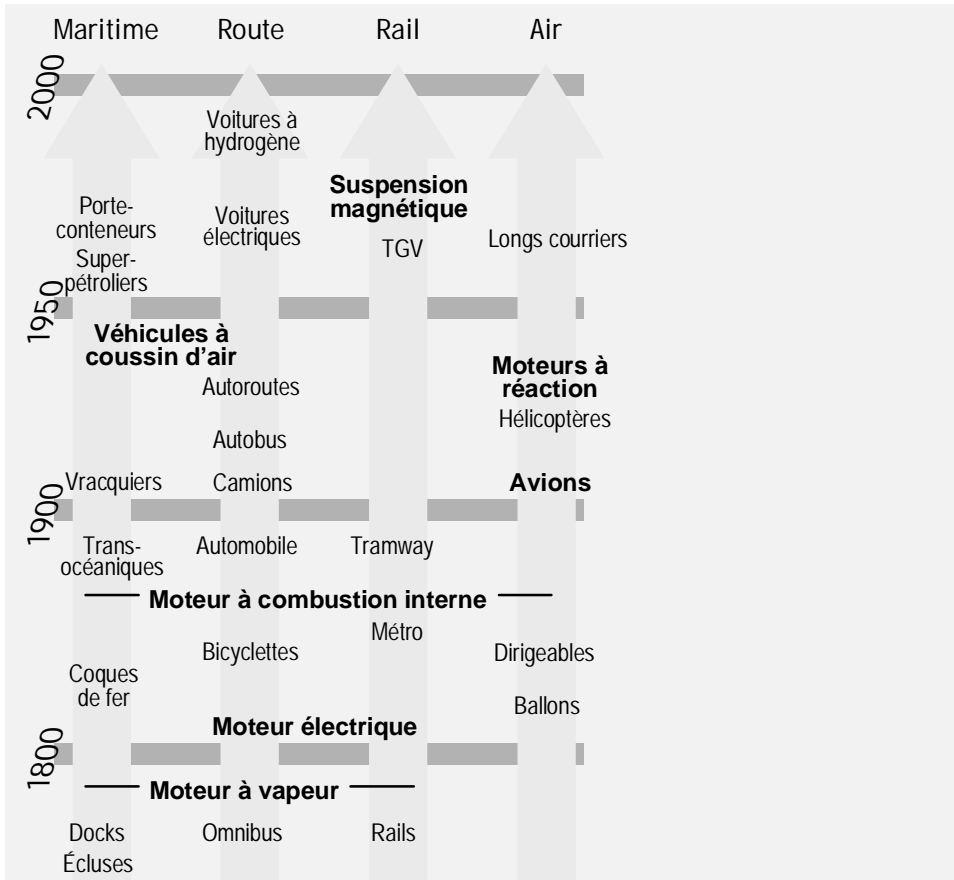 Maritime Route Rail Air
2000
Voitures à
hydrogène
Suspension
magnétique
Porte-
conteneurs
Voitures
électriques
TGV
Longs courriers
Super-
pétroliers
1950
Véhicules à
coussin d'air
Moteurs à
réaction
Autoroutes
Hélicoptères
Autobus
Vracquiers
Camions
Avions
1900
Trans-
océaniques
Automobile
Tramway
Moteur à combustion interne
Métro
Bicyclettes
Dirigeables
Coques
de fer
Ballons
Moteur électrique
1800
Moteur à vapeur
Docks
Omnibus
Rails
Écluses